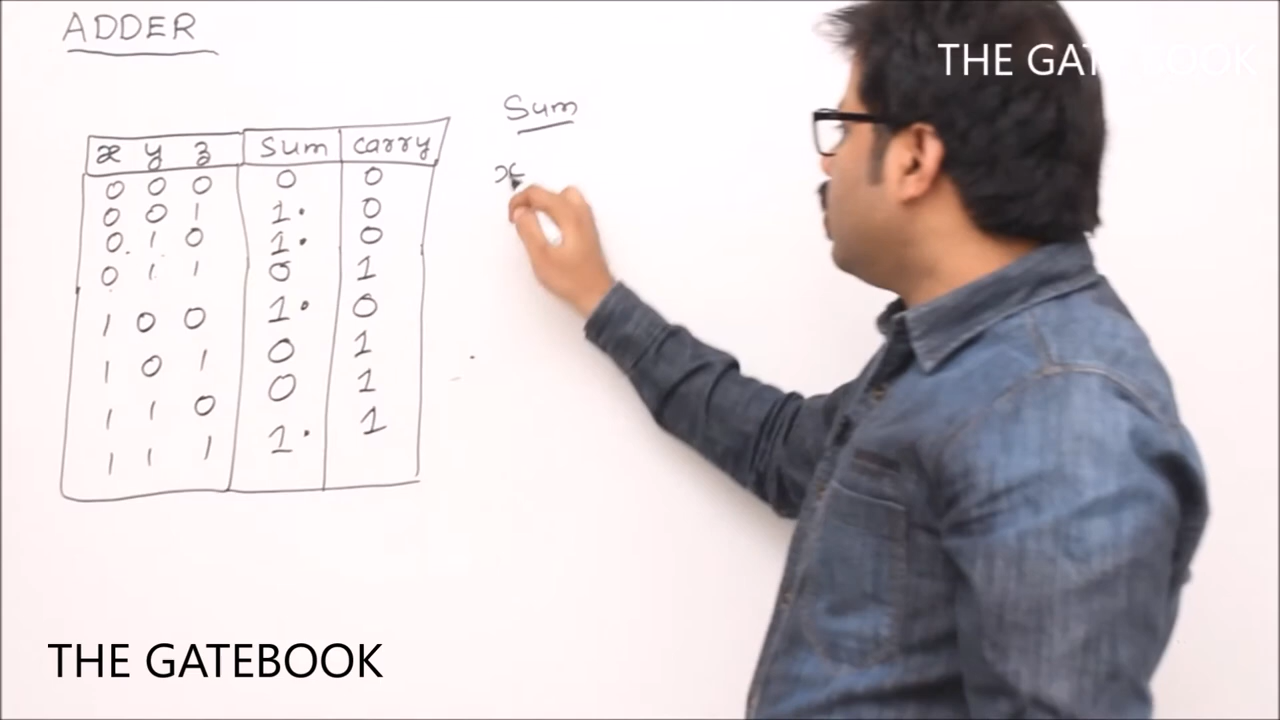 ADDER
THE GATEBOOK
Sum
x
x y z Sum carry
0 0 0 0 0
0 0 1 1. 0
0 1 0 1. 0
0 1 1 0 1
1 0 0 1. 0
1 0 1 0 1
1 1 0 0 1
1 1 1 1. 1
THE GATEBOOK